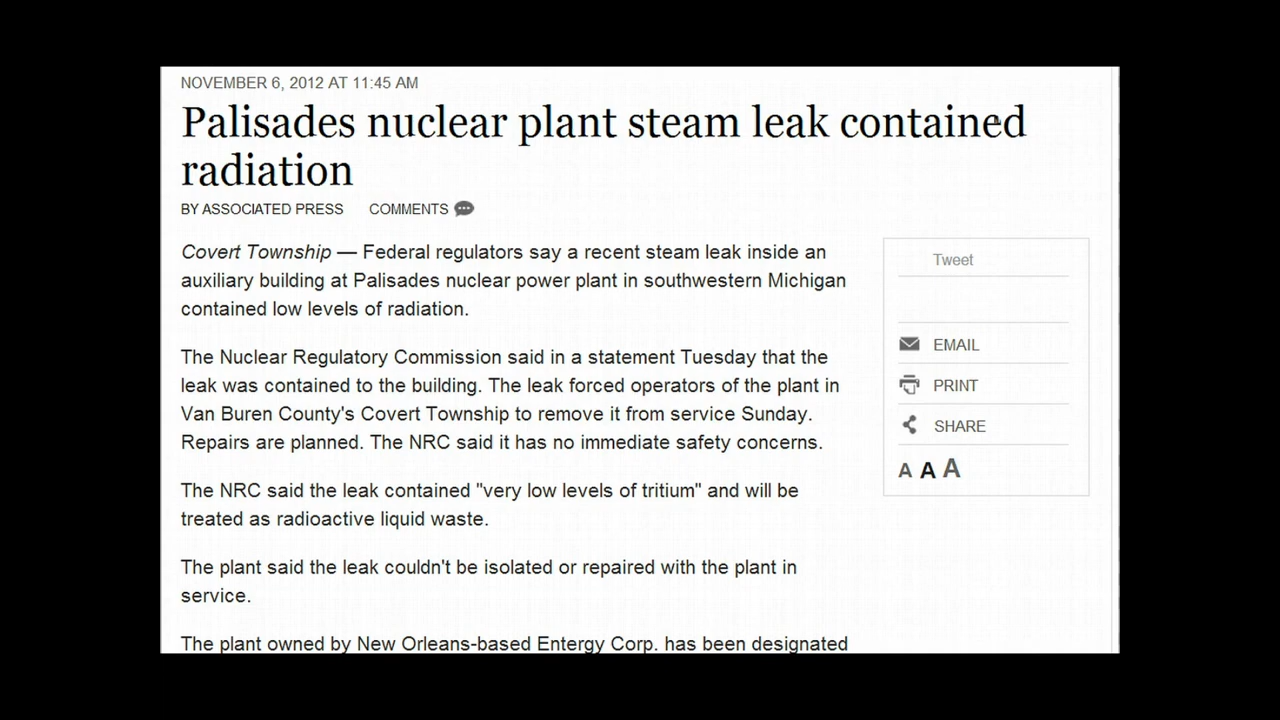 NOVEMBER 6, 2012 AT 11:45 AM
Palisades nuclear plant steam leak contained
radiation
BY ASSOCIATED PRESS COMMENTS
Covert Township — Federal regulators say a recent steam leak inside an
auxiliary building at Palisades nuclear power plant in southwestern Michigan
contained low levels of radiation.
The Nuclear Regulatory Commission said in a statement Tuesday that the
leak was contained to the building. The leak forced operators of the plant in
Van Buren County's Covert Township to remove it from service Sunday.
Repairs are planned. The NRC said it has no immediate safety concerns.
The NRC said the leak contained "very low levels of tritium" and will be
treated as radioactive liquid waste.
The plant said the leak couldn't be isolated or repaired with the plant in
service.
The plant owned by New Orleans-based Entergy Corp. has been designated
Tweet
EMAIL
PRINT
SHARE
A A A